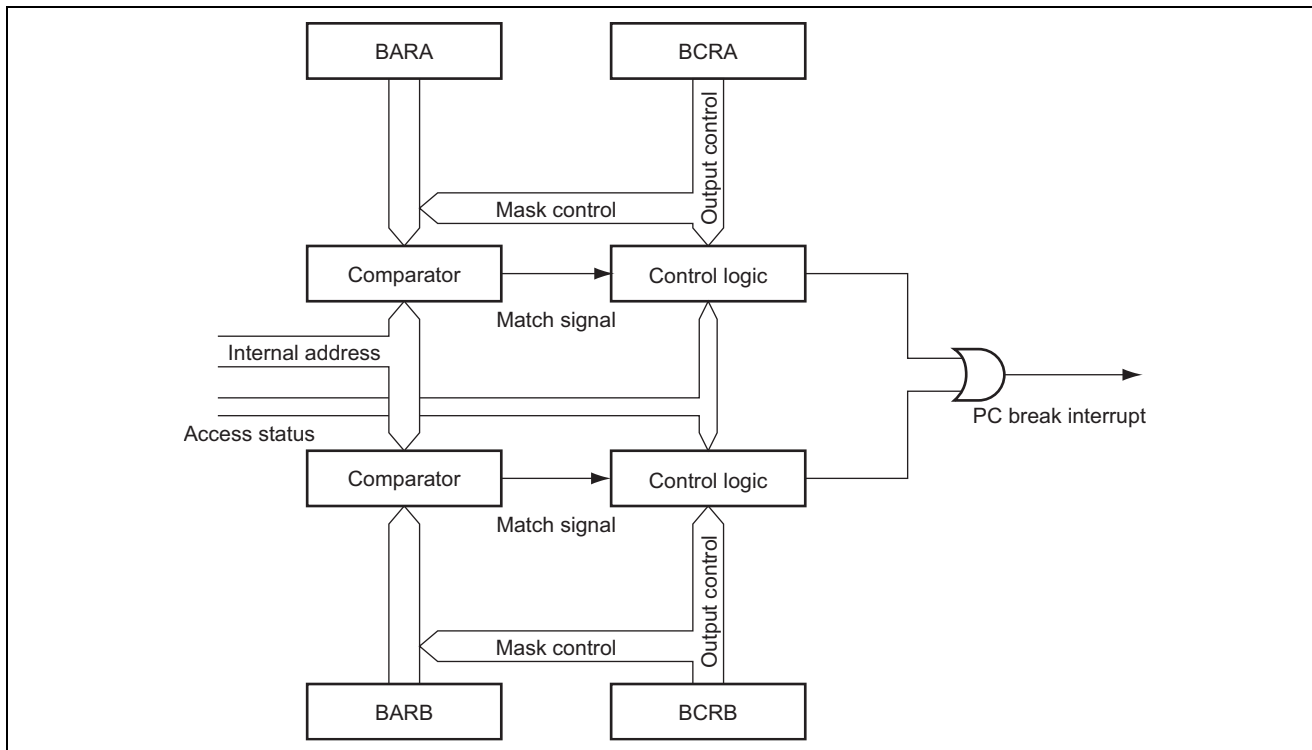 BARA
BCRA
Output control
Mask control
Comparator
Control logic
Match signal
Internal address
Access status
PC break interrupt
Comparator
Control logic
Match signal
Output control
Mask control
BARB
BCRB